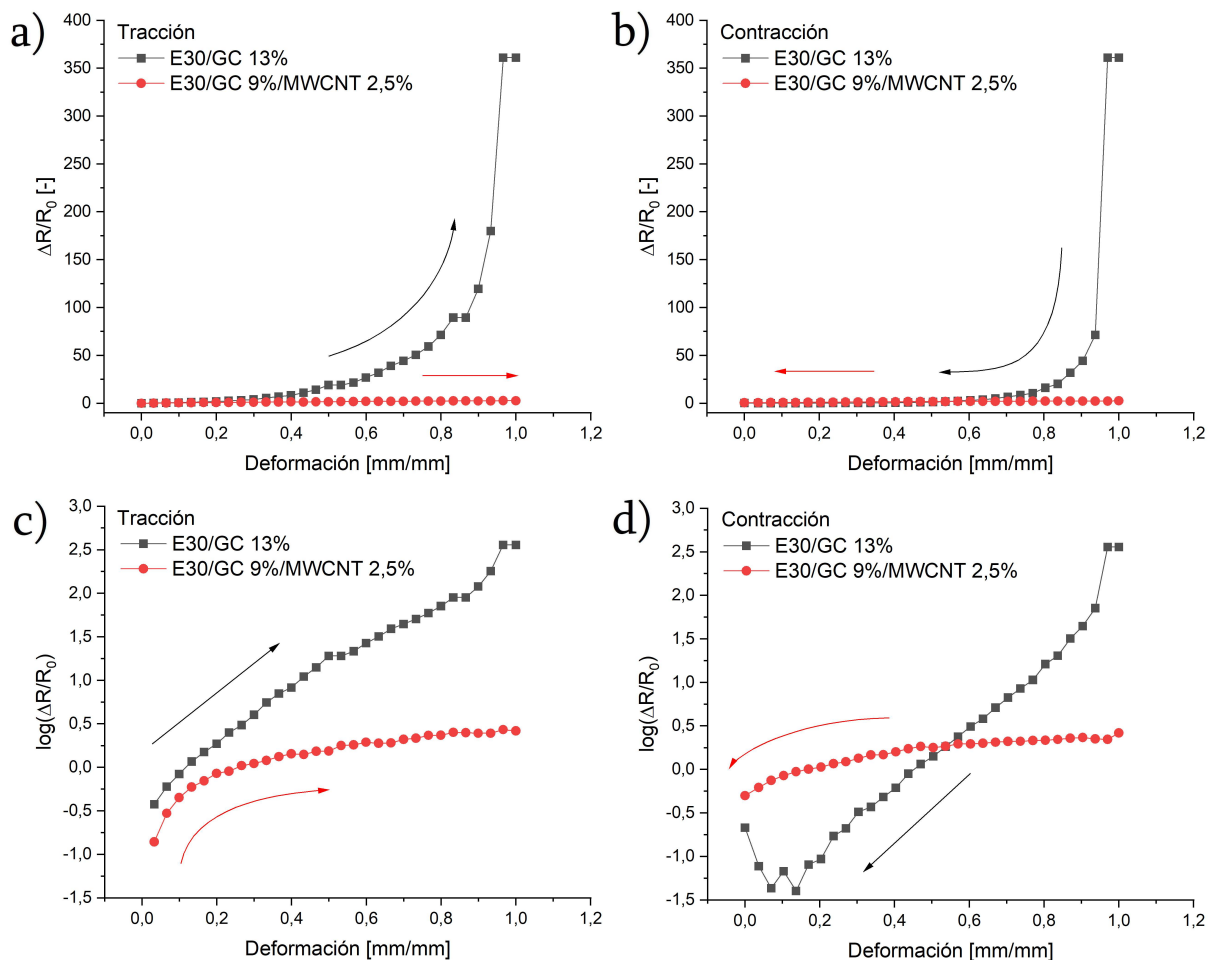 a)
Tracción
E30/GC 13%
E30/GC 9%/MWCNT 2,5%
400
350
300
250
200
150
100
50
0
ΔR/R0 [-]
0,0 0,2 0,4 0,6 0,8 1,0 1,2
Deformación [mm/mm]
b)
Contracción
E30/GC 13%
E30/GC 9%/MWCNT 2,5%
400
350
300
250
200
150
100
50
0
ΔR/R0 [-]
0,0 0,2 0,4 0,6 0,8 1,0 1,2
Deformación [mm/mm]
c)
Tracción
E30/GC 13%
E30/GC 9%/MWCNT 2,5%
3,0
2,5
2,0
1,5
1,0
0,5
0,0
-0,5
-1,0
-1,5
log(ΔR/R0)
0,0 0,2 0,4 0,6 0,8 1,0 1,2
Deformación [mm/mm]
d)
Contracción
E30/GC 13%
E30/GC 9%/MWCNT 2,5%
3,0
2,5
2,0
1,5
1,0
0,5
0,0
-0,5
-1,0
-1,5
log(ΔR/R0)
0,0 0,2 0,4 0,6 0,8 1,0 1,2
Deformación [mm/mm]